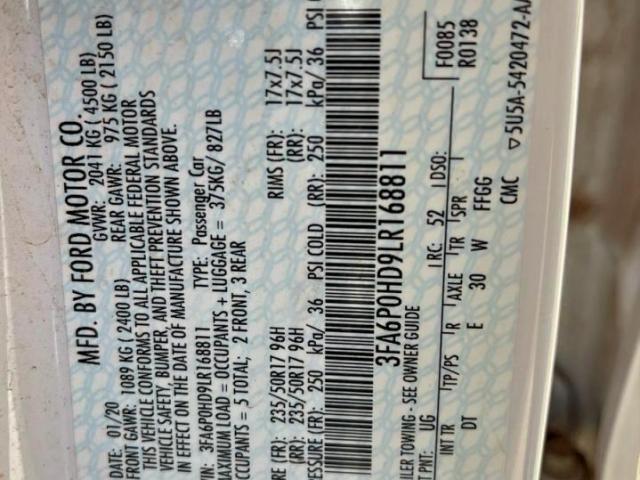 MFD. BY FORD MOTOR CO.
DATE: 01/20 GVWR: 2041 KG ( 4500 LB)
FRONT GAWR: 1089 KG ( 2400 LB) REAR GAWR: 975 KG ( 2150 LB)
THIS VEHICLE CONFORMS TO ALL APPLICABLE FEDERAL MOTOR
VEHICLE SAFETY, BUMPER, AND THEFT PREVENTION STANDARDS
IN EFFECT ON THE DATE OF MANUFACTURE SHOWN ABOVE.
VIN: 3FA6P0HD9LR168811 TYPE: Passenger Car
MAXIMUM LOAD = OCCUPANTS + LUGGAGE = 375KG/ 827LB
OCCUPANTS = 5 TOTAL; 2 FRONT, 3 REAR
RE (FR): 235/50R17 96H RIMS (FR): 17x7.5J
(RR): 235/50R17 96H (RR): 17x7.5J
RESSURE (FR): 250 kPa/ 36 PSI COLD (RR): 250 kPa/ 36 PSI C
3FA6P0HD9LR168811 F0085
R0138
ILER TOWING - SEE OWNER GUIDE
T PNT: UG RC: 52 DSO:
INT TR TP/PS R AXLE TR SPR
DT E 30 W FFGG
CMC ▽5U5A-5420472-AA